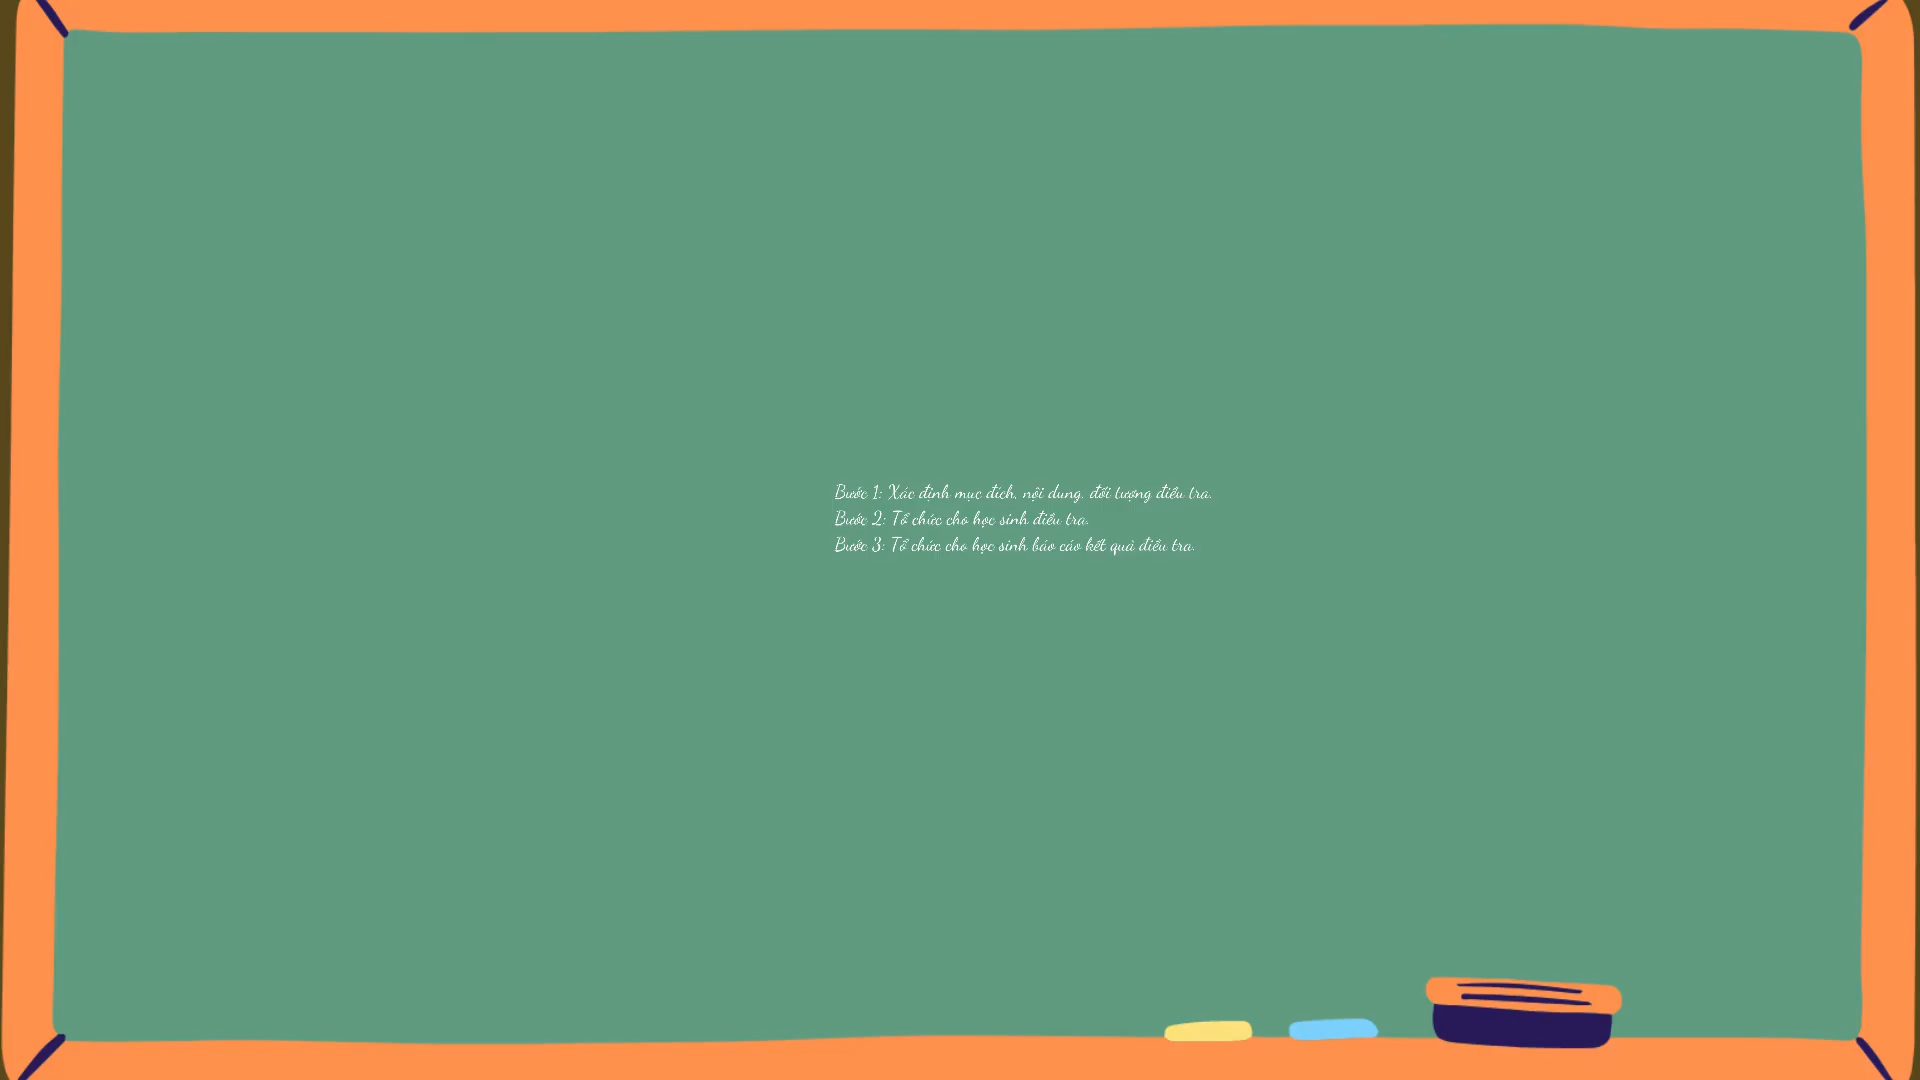 Bước 1: Xác định mục đích, nội dung, đối tượng điều tra.
Bước 2: Tổ chức cho học sinh điều tra.
Bước 3: Tổ chức cho học sinh báo cáo kết quả điều tra.